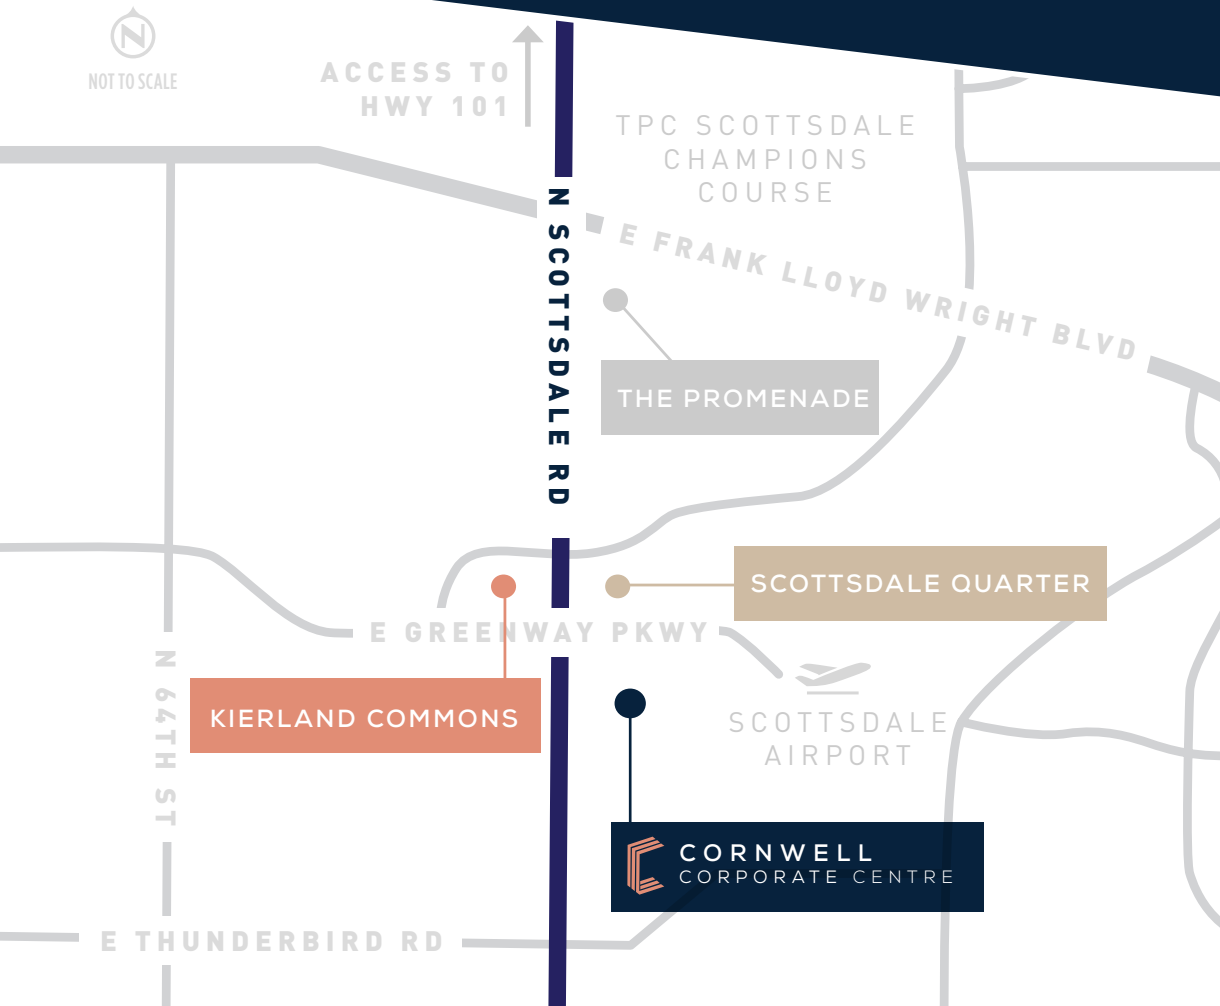 N
NOT TO SCALE
ACCESS TO
HWY 101
TPC SCOTTSDALE
CHAMPIONS
COURSE
N SCOTTSDALE RD
E FRANK LLOYD WRIGHT BLVD
THE PROMENADE
SCOTTSDALE QUARTER
E GREENWAY PKWY
N 64TH ST
KIERLAND COMMONS
SCOTTSDALE
AIRPORT
CORNWELL
CORPORATE CENTRE
E THUNDERBIRD RD